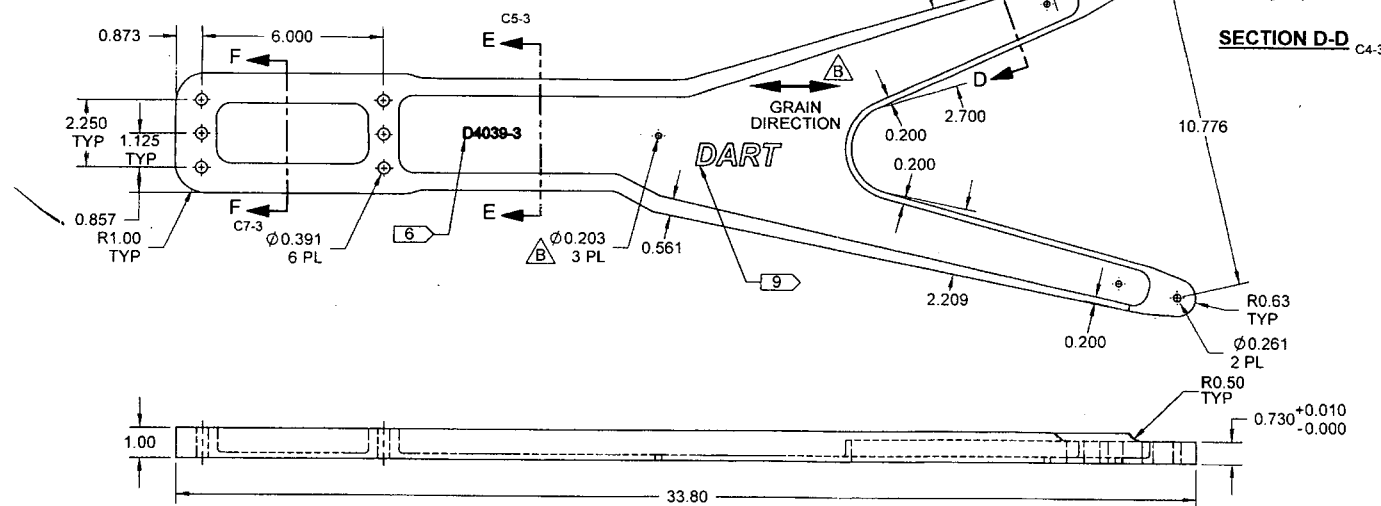 C5-3
0.873
6.000
E
SECTION D-D C4-3
F
B
D
GRAIN
DIRECTION
2.700
10.776
2.250
TYP
1.125
TYP
D4039-3
0.200
DART
0.200
0.857
F
C7-3
E
R1.00
TYP
Ø0.391
6 PL
6
B
Ø0.203
3 PL
0.561
9
2.209
R0.63
TYP
0.200
Ø0.261
2 PL
R0.50
TYP
1.00
0.730 +0.010
-0.000
33.80